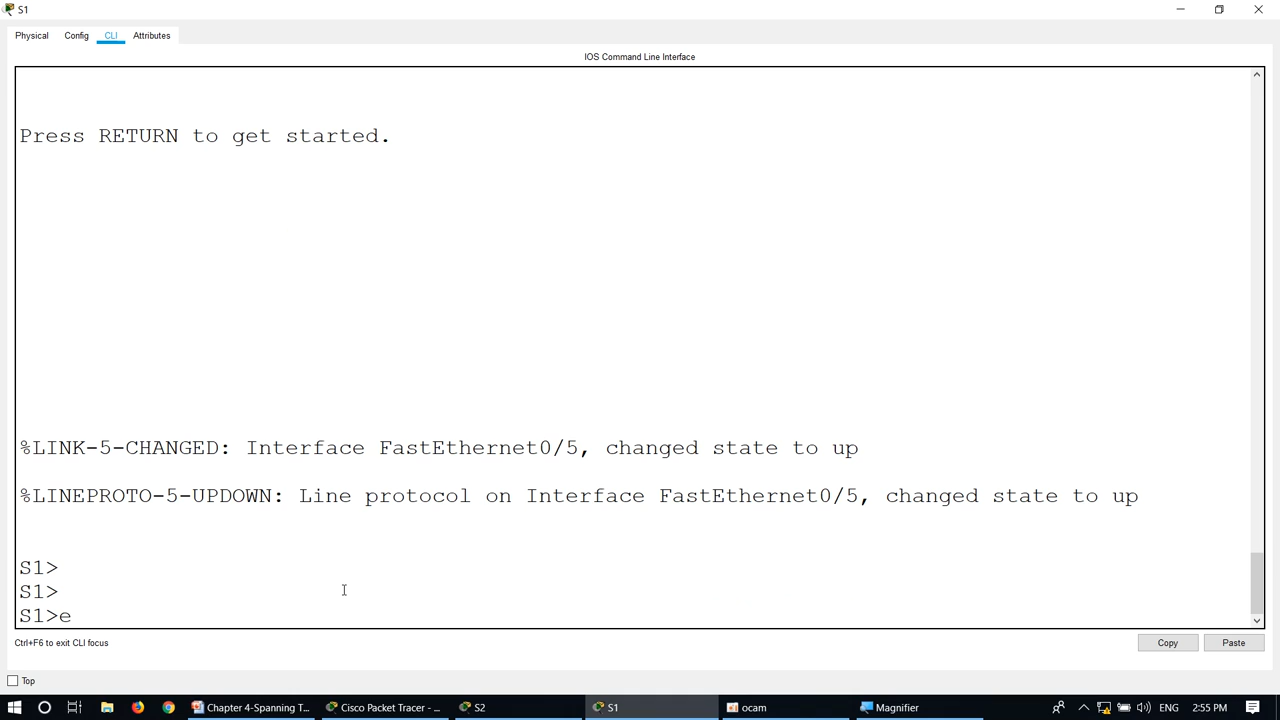 S1
Physical
Config
CLI
Attributes
IOS Command Line Interface
Press RETURN to get started.
%LINK-5-CHANGED: Interface FastEthernet0/5, changed state to up
%LINEPROTO-5-UPDOWN: Line protocol on Interface FastEthernet0/5, changed state to up
S1>
S1>
S1>e
Ctrl+F6 to exit CLI focus
Copy
Paste
Top
Chapter 4-Spanning T...
Cisco Packet Tracer - ...
S2
S1
ocam
Magnifier
ENG
2:55 PM